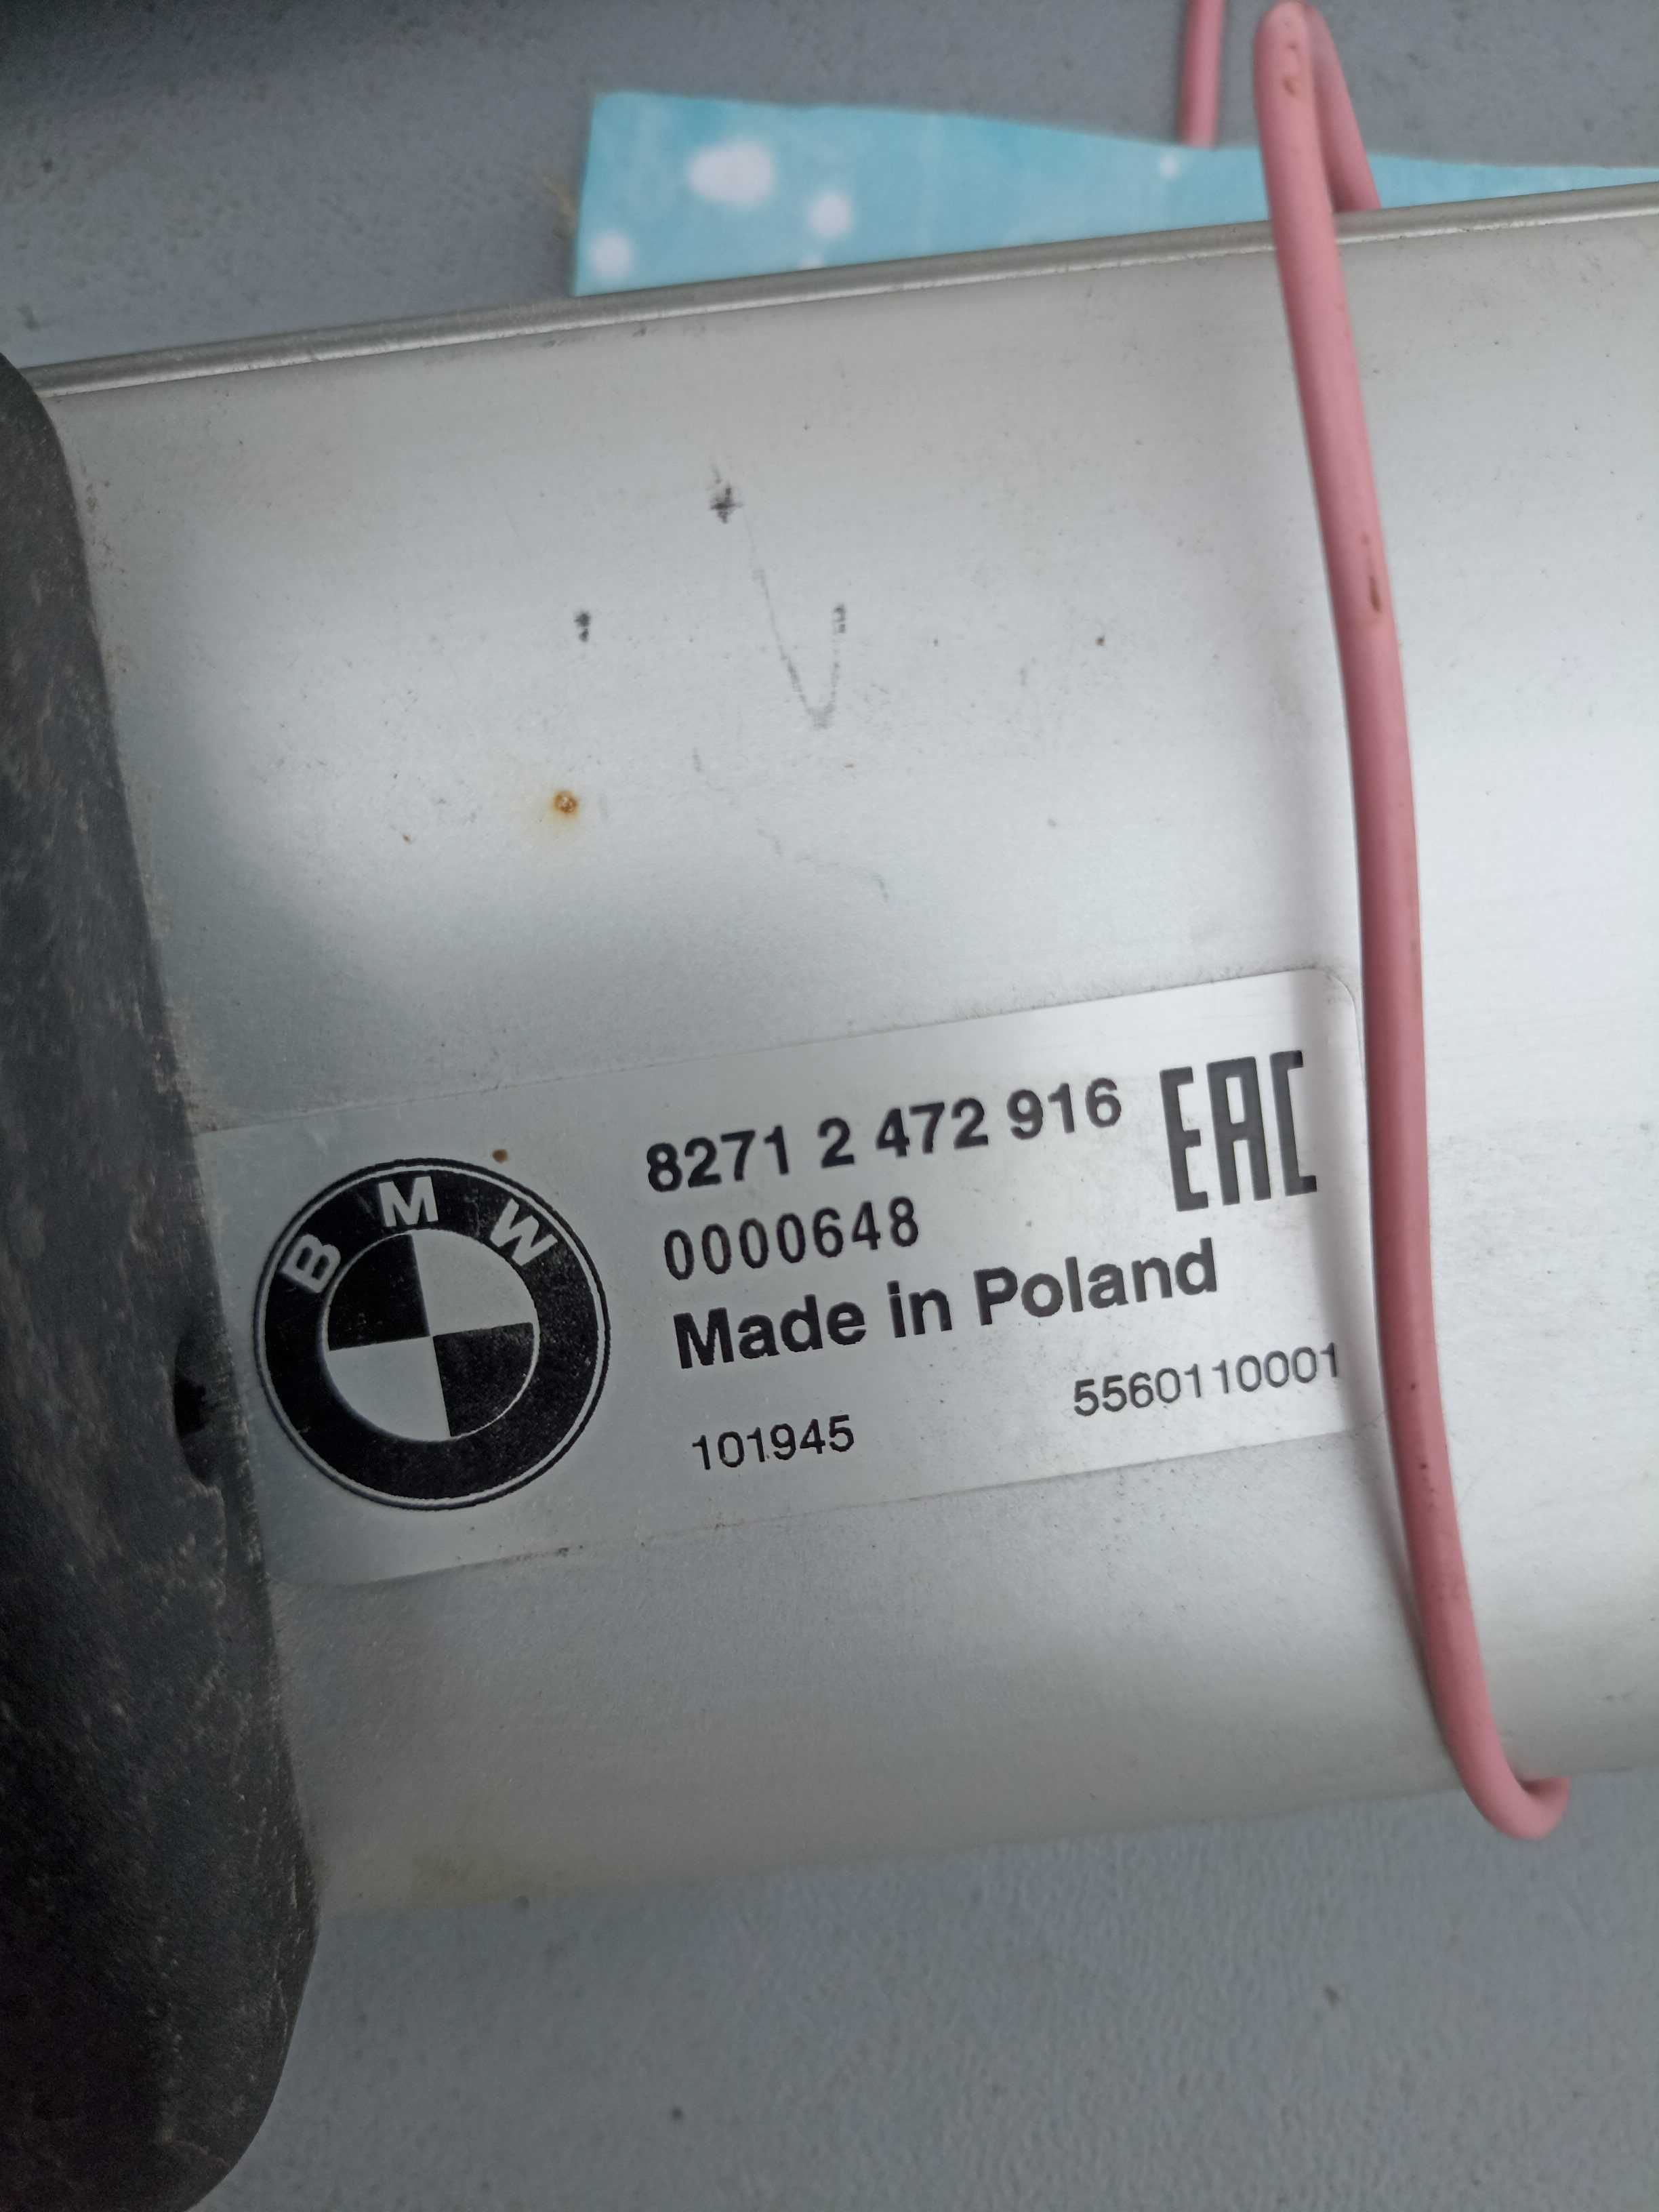 BMW
8271 2 472 916 EAC
0000648
Made in Poland
101945 5560110001